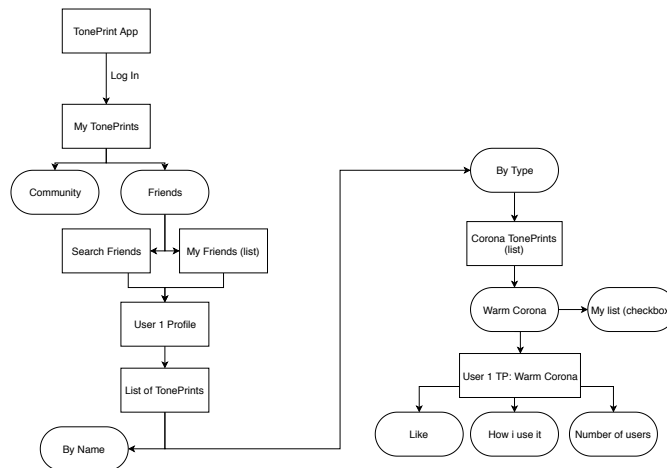 TonePrint App
Log In
My TonePrints
Community
Friends
Search Friends
My Friends (list)
User 1 Profile
List of TonePrints
By Name
By Type
Corona TonePrints
(list)
Warm Corona
My list (checkbox
User 1 TP: Warm Corona
Like
How i use it
Number of users